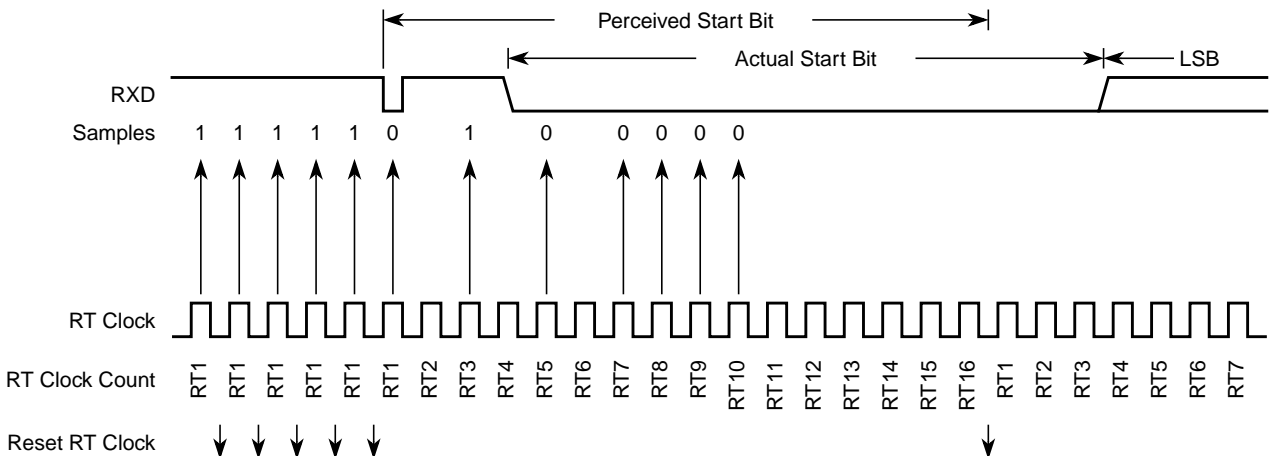 Perceived Start Bit
Actual Start Bit
LSB
RXD
Samples 1 1 1 1 1 0 1 0 0 0 0 0
RT Clock
RT Clock Count RT1 RT1 RT1 RT1 RT1 RT1 RT2 RT3 RT4 RT5 RT6 RT7 RT8 RT9 RT10 RT11 RT12 RT13 RT14 RT15 RT16 RT1 RT2 RT3 RT4 RT5 RT6 RT7
Reset RT Clock